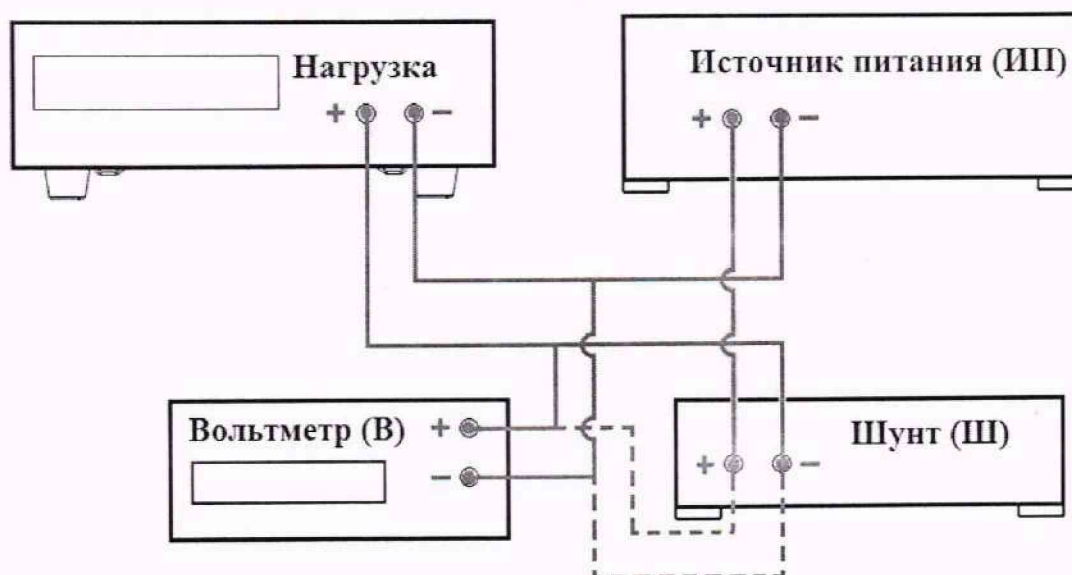 Нагрузка
+ −
Источник питания (ИП)
+ −
Вольтметр (В)
+
−
Шунт (Ш)
+ −